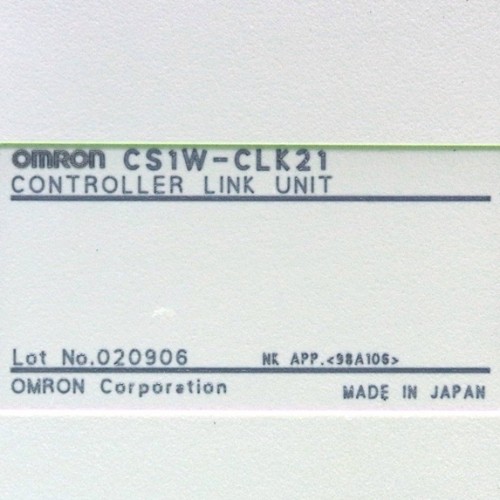 OMRON CS1W-CLK21
CONTROLLER LINK UNIT
Lot No.020906 NK APP.<98A106>
OMRON Corporation MADE IN JAPAN